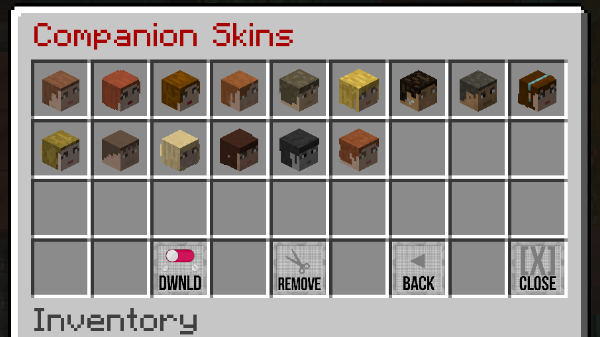 Companion Skins
DWNLD
REMOVE
BACK
[X]
CLOSE
Inventory